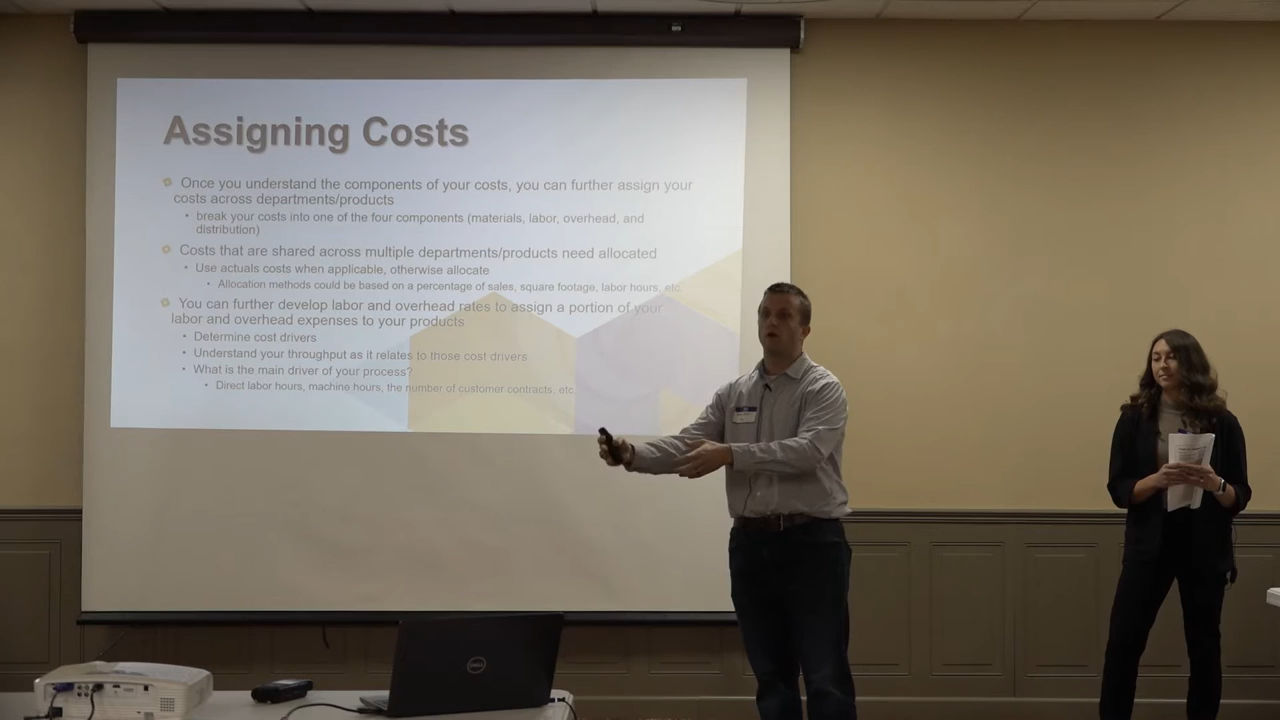 Assigning Costs
Once you understand the components of your costs, you can further assign your
costs across departments/products
• break your costs into one of the four components (materials, labor, overhead, and
distribution)
Costs that are shared across multiple departments/products need allocated
• Use actuals costs when applicable, otherwise allocate
• Allocation methods could be based on a percentage of sales, square footage, labor hours, etc.
You can further develop labor and overhead rates to assign a portion of your
labor and overhead expenses to your products
• Determine cost drivers
• Understand your throughput as it relates to those cost drivers
• What is the main driver of your process?
• Direct labor hours, machine hours, the number of customer contracts, etc.
DELL